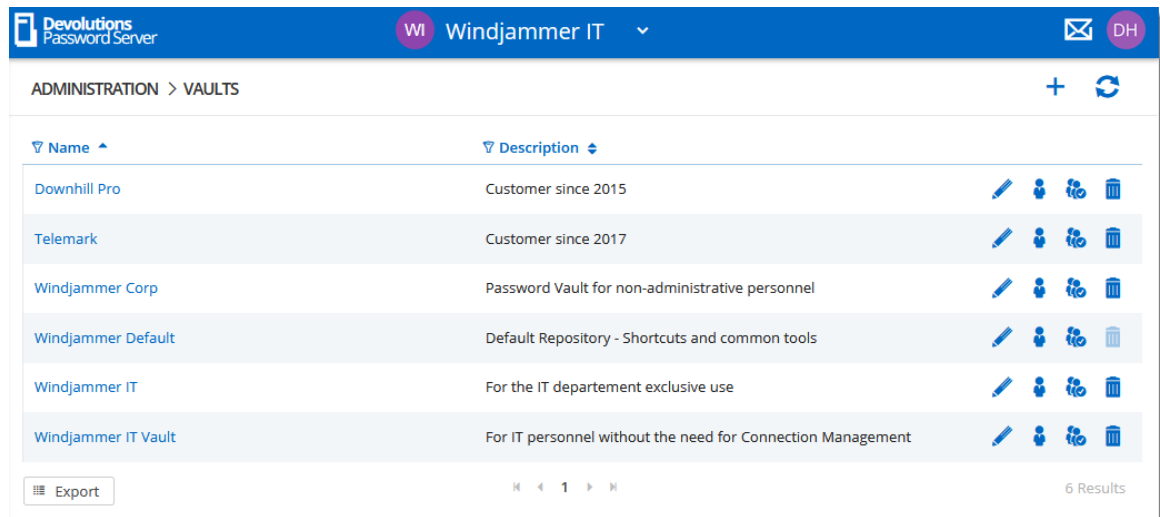 Devolutions
Password Server
WI Windjammer IT
DH
ADMINISTRATION > VAULTS
Name Description
Downhill Pro Customer since 2015
Telemark Customer since 2017
Windjammer Corp Password Vault for non-administrative personnel
Windjammer Default Default Repository - Shortcuts and common tools
Windjammer IT For the IT departement exclusive use
Windjammer IT Vault For IT personnel without the need for Connection Management
Export 1 6 Results